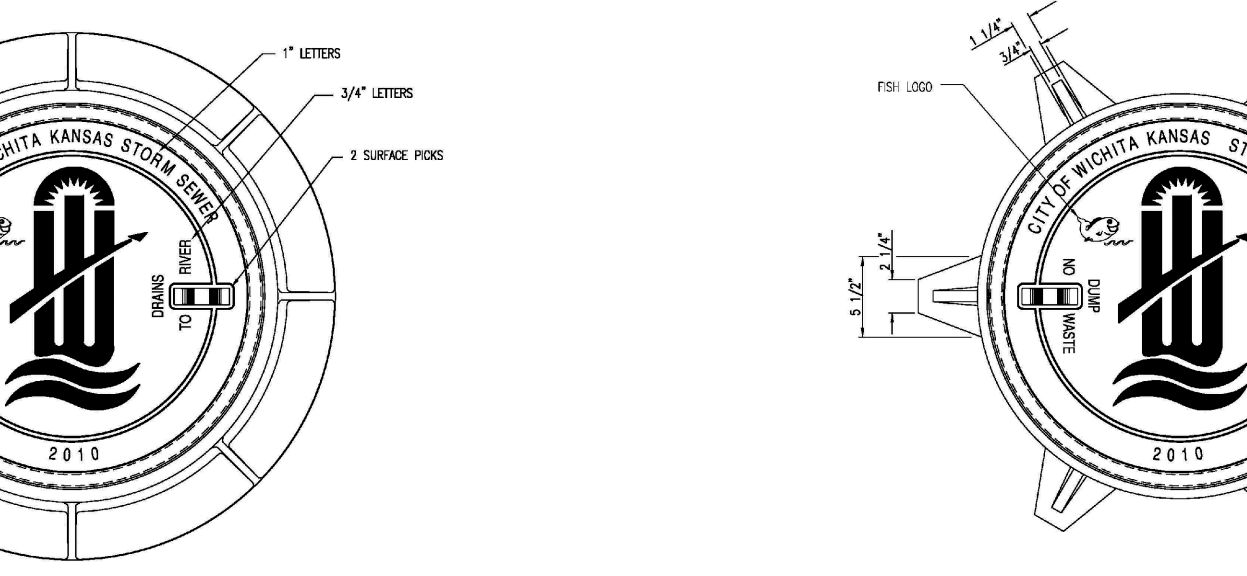 1" LETTERS
3/4" LETTERS
2 SURFACE PICKS
CHITA KANSAS STORM SEWER
RIVER
DRAINS
TO
2010
1 1/4"
3/4"
FISH LOGO
CITY OF WICHITA KANSAS ST
2 1/4"
5 1/2"
NO
DUMP
WASTE
2010